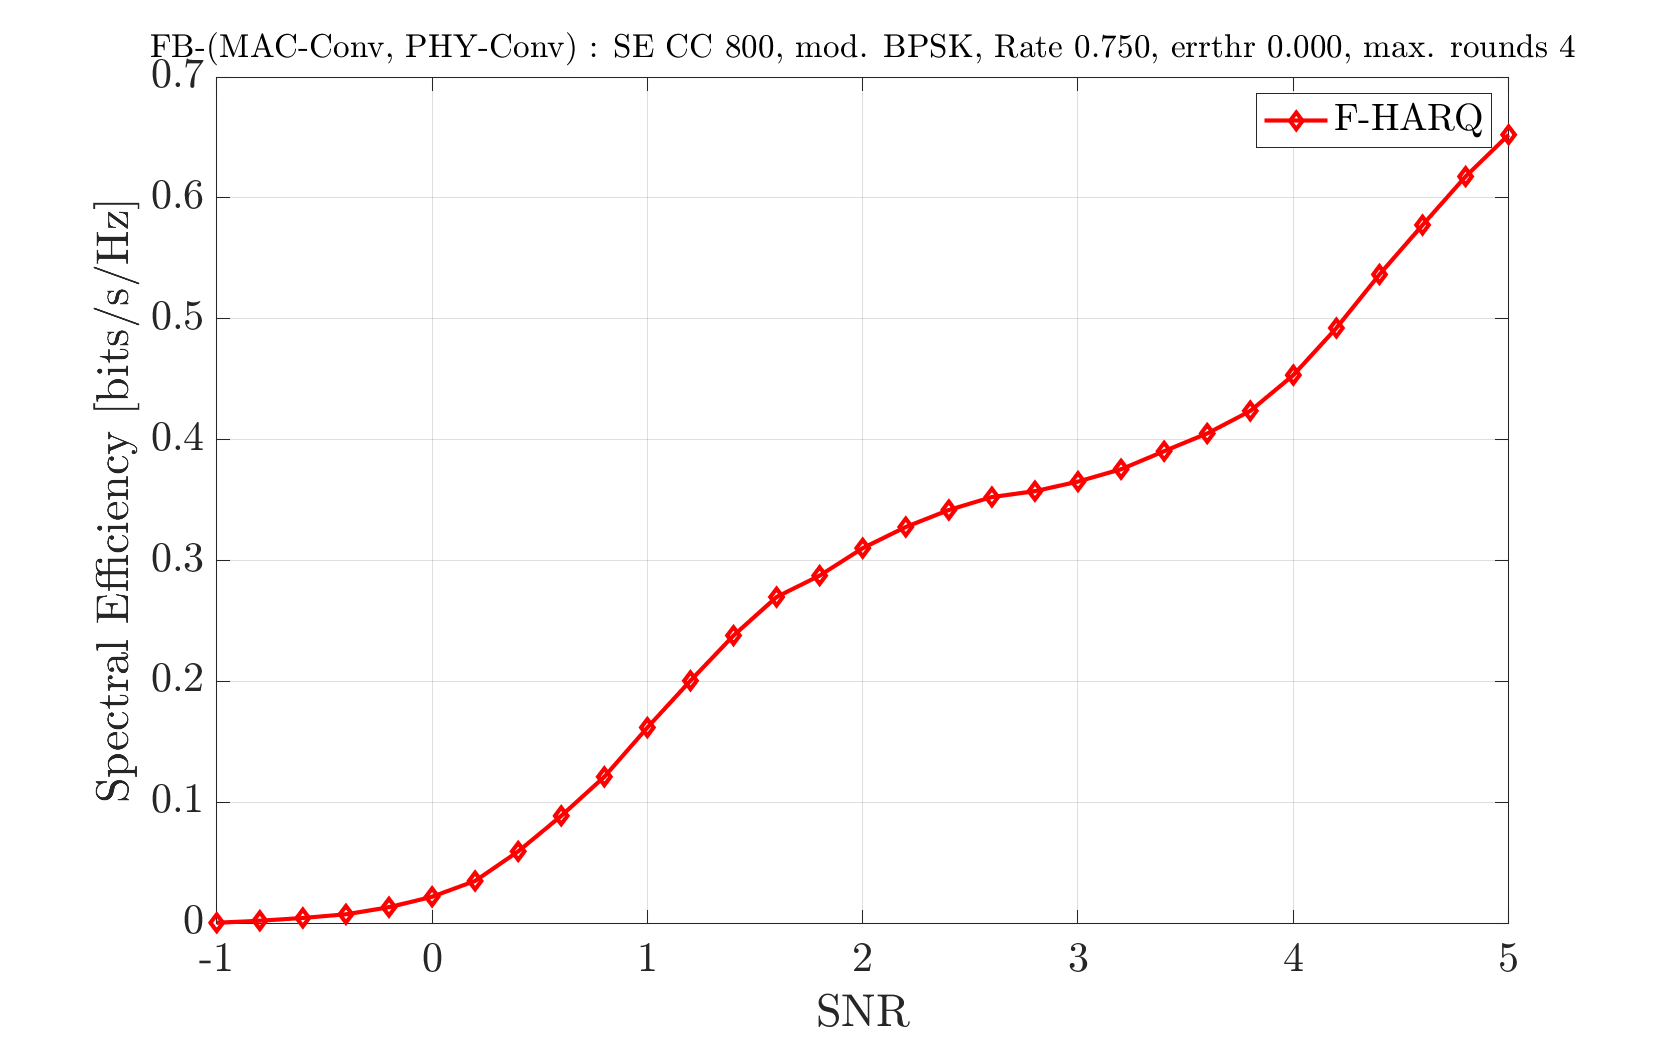 FB-(MAC-Conv, PHY-Conv) : SE CC 800, mod. BPSK, Rate 0.750, errthr 0.000, max. rounds 4
0.7
0.6
0.5
0.4
0.3
0.2
0.1
0
Spectral Efficiency [bits/s/Hz]
F-HARQ
-1 0 1 2 3 4 5
SNR